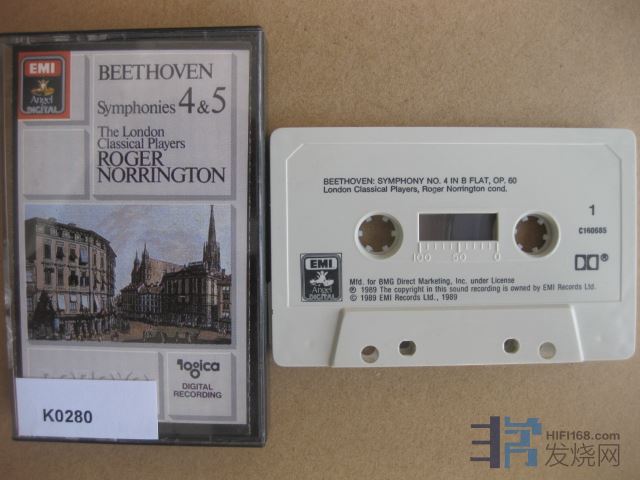 EMI
Angel
DIGITAL
BEETHOVEN
Symphonies 4 & 5
The London
Classical Players
ROGER
NORRINGTON
logica
DIGITAL
RECORDING
K0280
BEETHOVEN: SYMPHONY NO. 4 IN B FLAT, OP. 60
London Classical Players, Roger Norrington cond.
1
C160685
100 50 0
EMI
Angel
DIGITAL
Mfd. for BMG Direct Marketing, Inc. under License
℗ 1989 The copyright in this sound recording is owned by EMI Records Ltd.
© 1989 EMI Records Ltd., 1989
®
HIFI168.com
发烧网